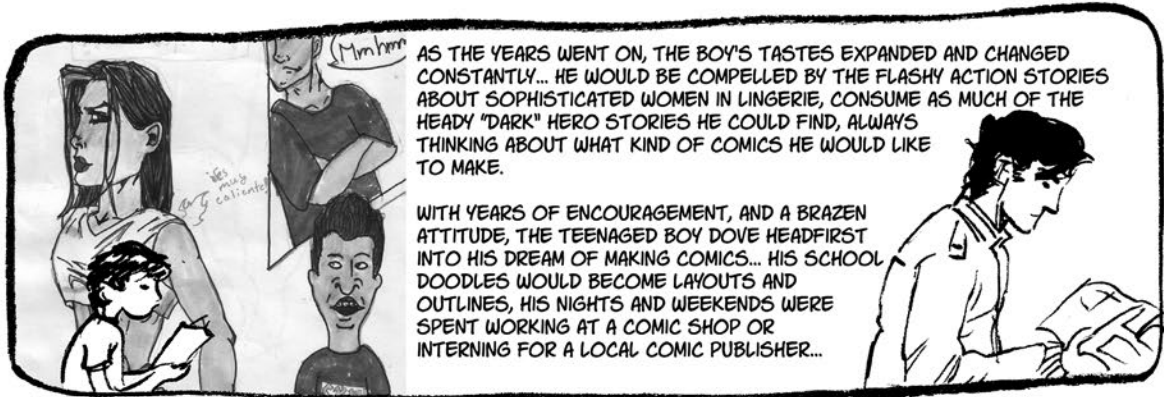 Mmhmm
¡es
muy
caliente!
AS THE YEARS WENT ON, THE BOY'S TASTES EXPANDED AND CHANGED
CONSTANTLY... HE WOULD BE COMPELLED BY THE FLASHY ACTION STORIES
ABOUT SOPHISTICATED WOMEN IN LINGERIE, CONSUME AS MUCH OF THE
HEADY "DARK" HERO STORIES HE COULD FIND, ALWAYS
THINKING ABOUT WHAT KIND OF COMICS HE WOULD LIKE
TO MAKE.
WITH YEARS OF ENCOURAGEMENT, AND A BRAZEN
ATTITUDE, THE TEENAGED BOY DOVE HEADFIRST
INTO HIS DREAM OF MAKING COMICS... HIS SCHOOL
DOODLES WOULD BECOME LAYOUTS AND
OUTLINES, HIS NIGHTS AND WEEKENDS WERE
SPENT WORKING AT A COMIC SHOP OR
INTERNING FOR A LOCAL COMIC PUBLISHER...